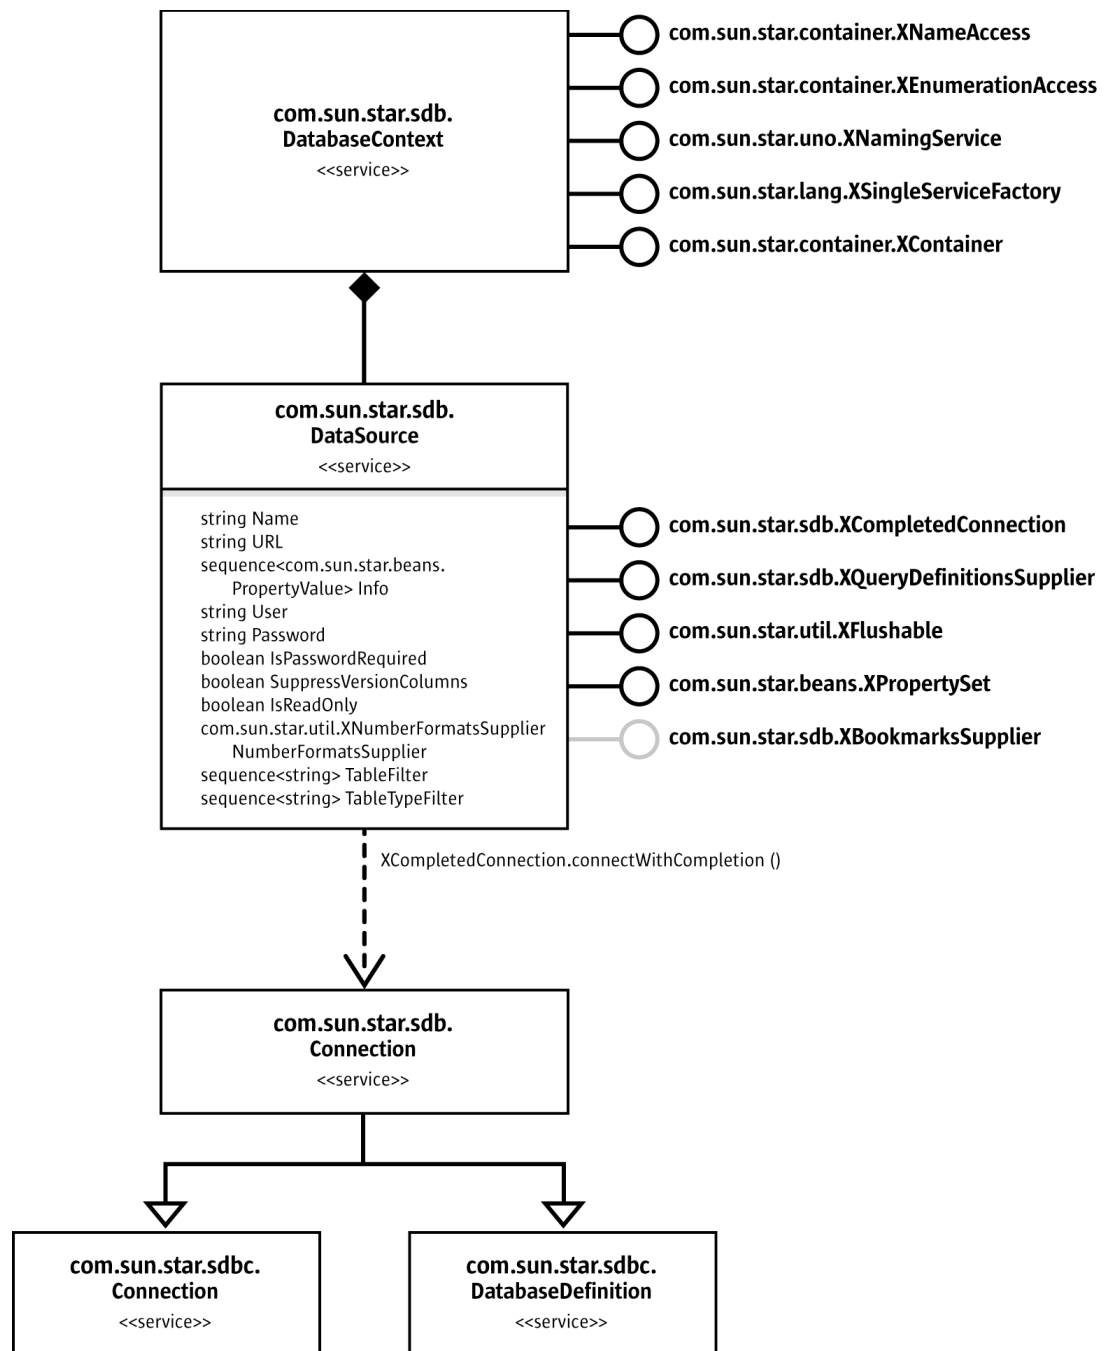 com.sun.star.sdb.
DatabaseContext
<<service>>
com.sun.star.container.XNameAccess
com.sun.star.container.XEnumerationAccess
com.sun.star.uno.XNamingService
com.sun.star.lang.XSingleServiceFactory
com.sun.star.container.XContainer
com.sun.star.sdb.
DataSource
<<service>>
string Name
string URL
sequence<com.sun.star.beans.
PropertyValue> Info
string User
string Password
boolean IsPasswordRequired
boolean SuppressVersionColumns
boolean IsReadOnly
com.sun.star.util.XNumberFormatsSupplier
NumberFormatsSupplier
sequence<string> TableFilter
sequence<string> TableTypeFilter
com.sun.star.sdb.XCompletedConnection
com.sun.star.sdb.XQueryDefinitionsSupplier
com.sun.star.util.XFlushable
com.sun.star.beans.XPropertySet
com.sun.star.sdb.XBookmarksSupplier
XCompletedConnection.connectWithCompletion ()
com.sun.star.sdb.
Connection
<<service>>
com.sun.star.sdbc.
Connection
<<service>>
com.sun.star.sdbc.
DatabaseDefinition
<<service>>